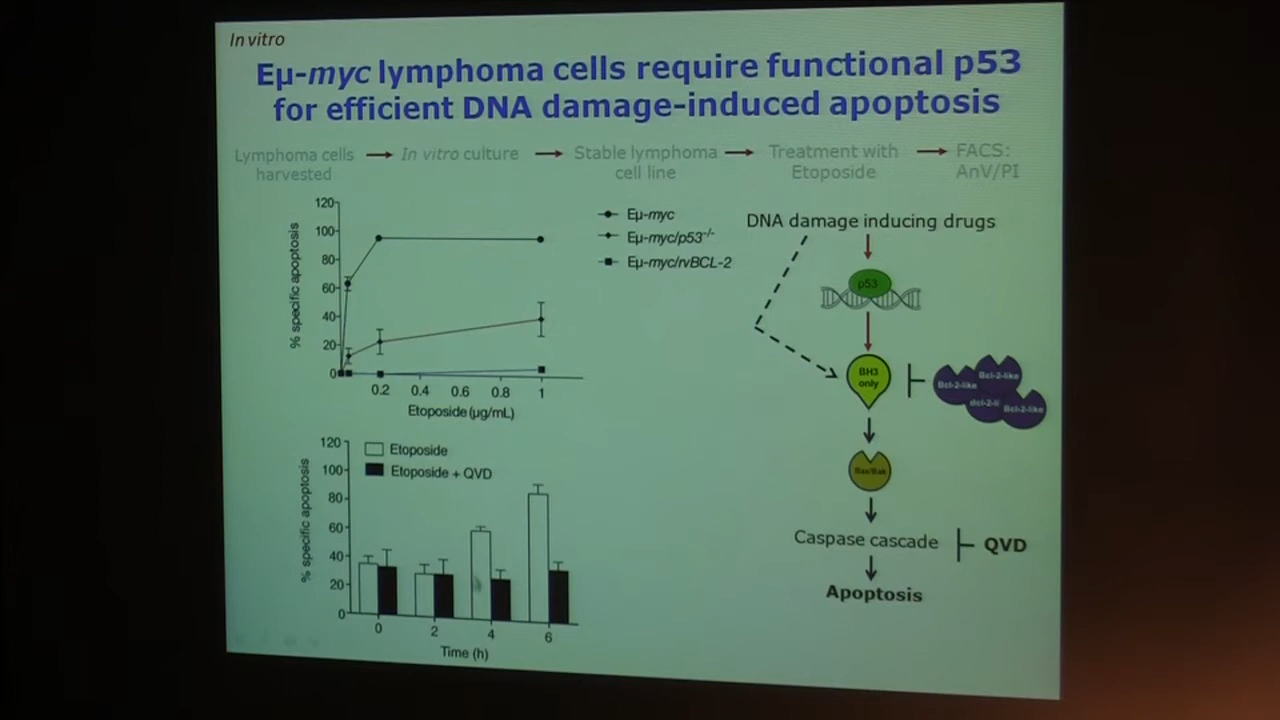 In vitro
Eµ-myc lymphoma cells require functional p53
for efficient DNA damage-induced apoptosis
Lymphoma cells
harvested
In vitro culture
Stable lymphoma
cell line
Treatment with
Etoposide
FACS:
AnV/PI
120
100
80
60
40
20
0
% specific apoptosis
0.2 0.4 0.6 0.8 1
Etoposide (µg/mL)
Eµ-myc
Eµ-myc/p53-/-
Eµ-myc/rvBCL-2
120
100
80
60
40
20
0
% specific apoptosis
Etoposide
Etoposide + QVD
0 2 4 6
Time (h)
DNA damage inducing drugs
p53
BH3
only
Bcl-2-like
Bcl-2-like
Bcl-2-like
Bax/Bak
Caspase cascade
QVD
Apoptosis